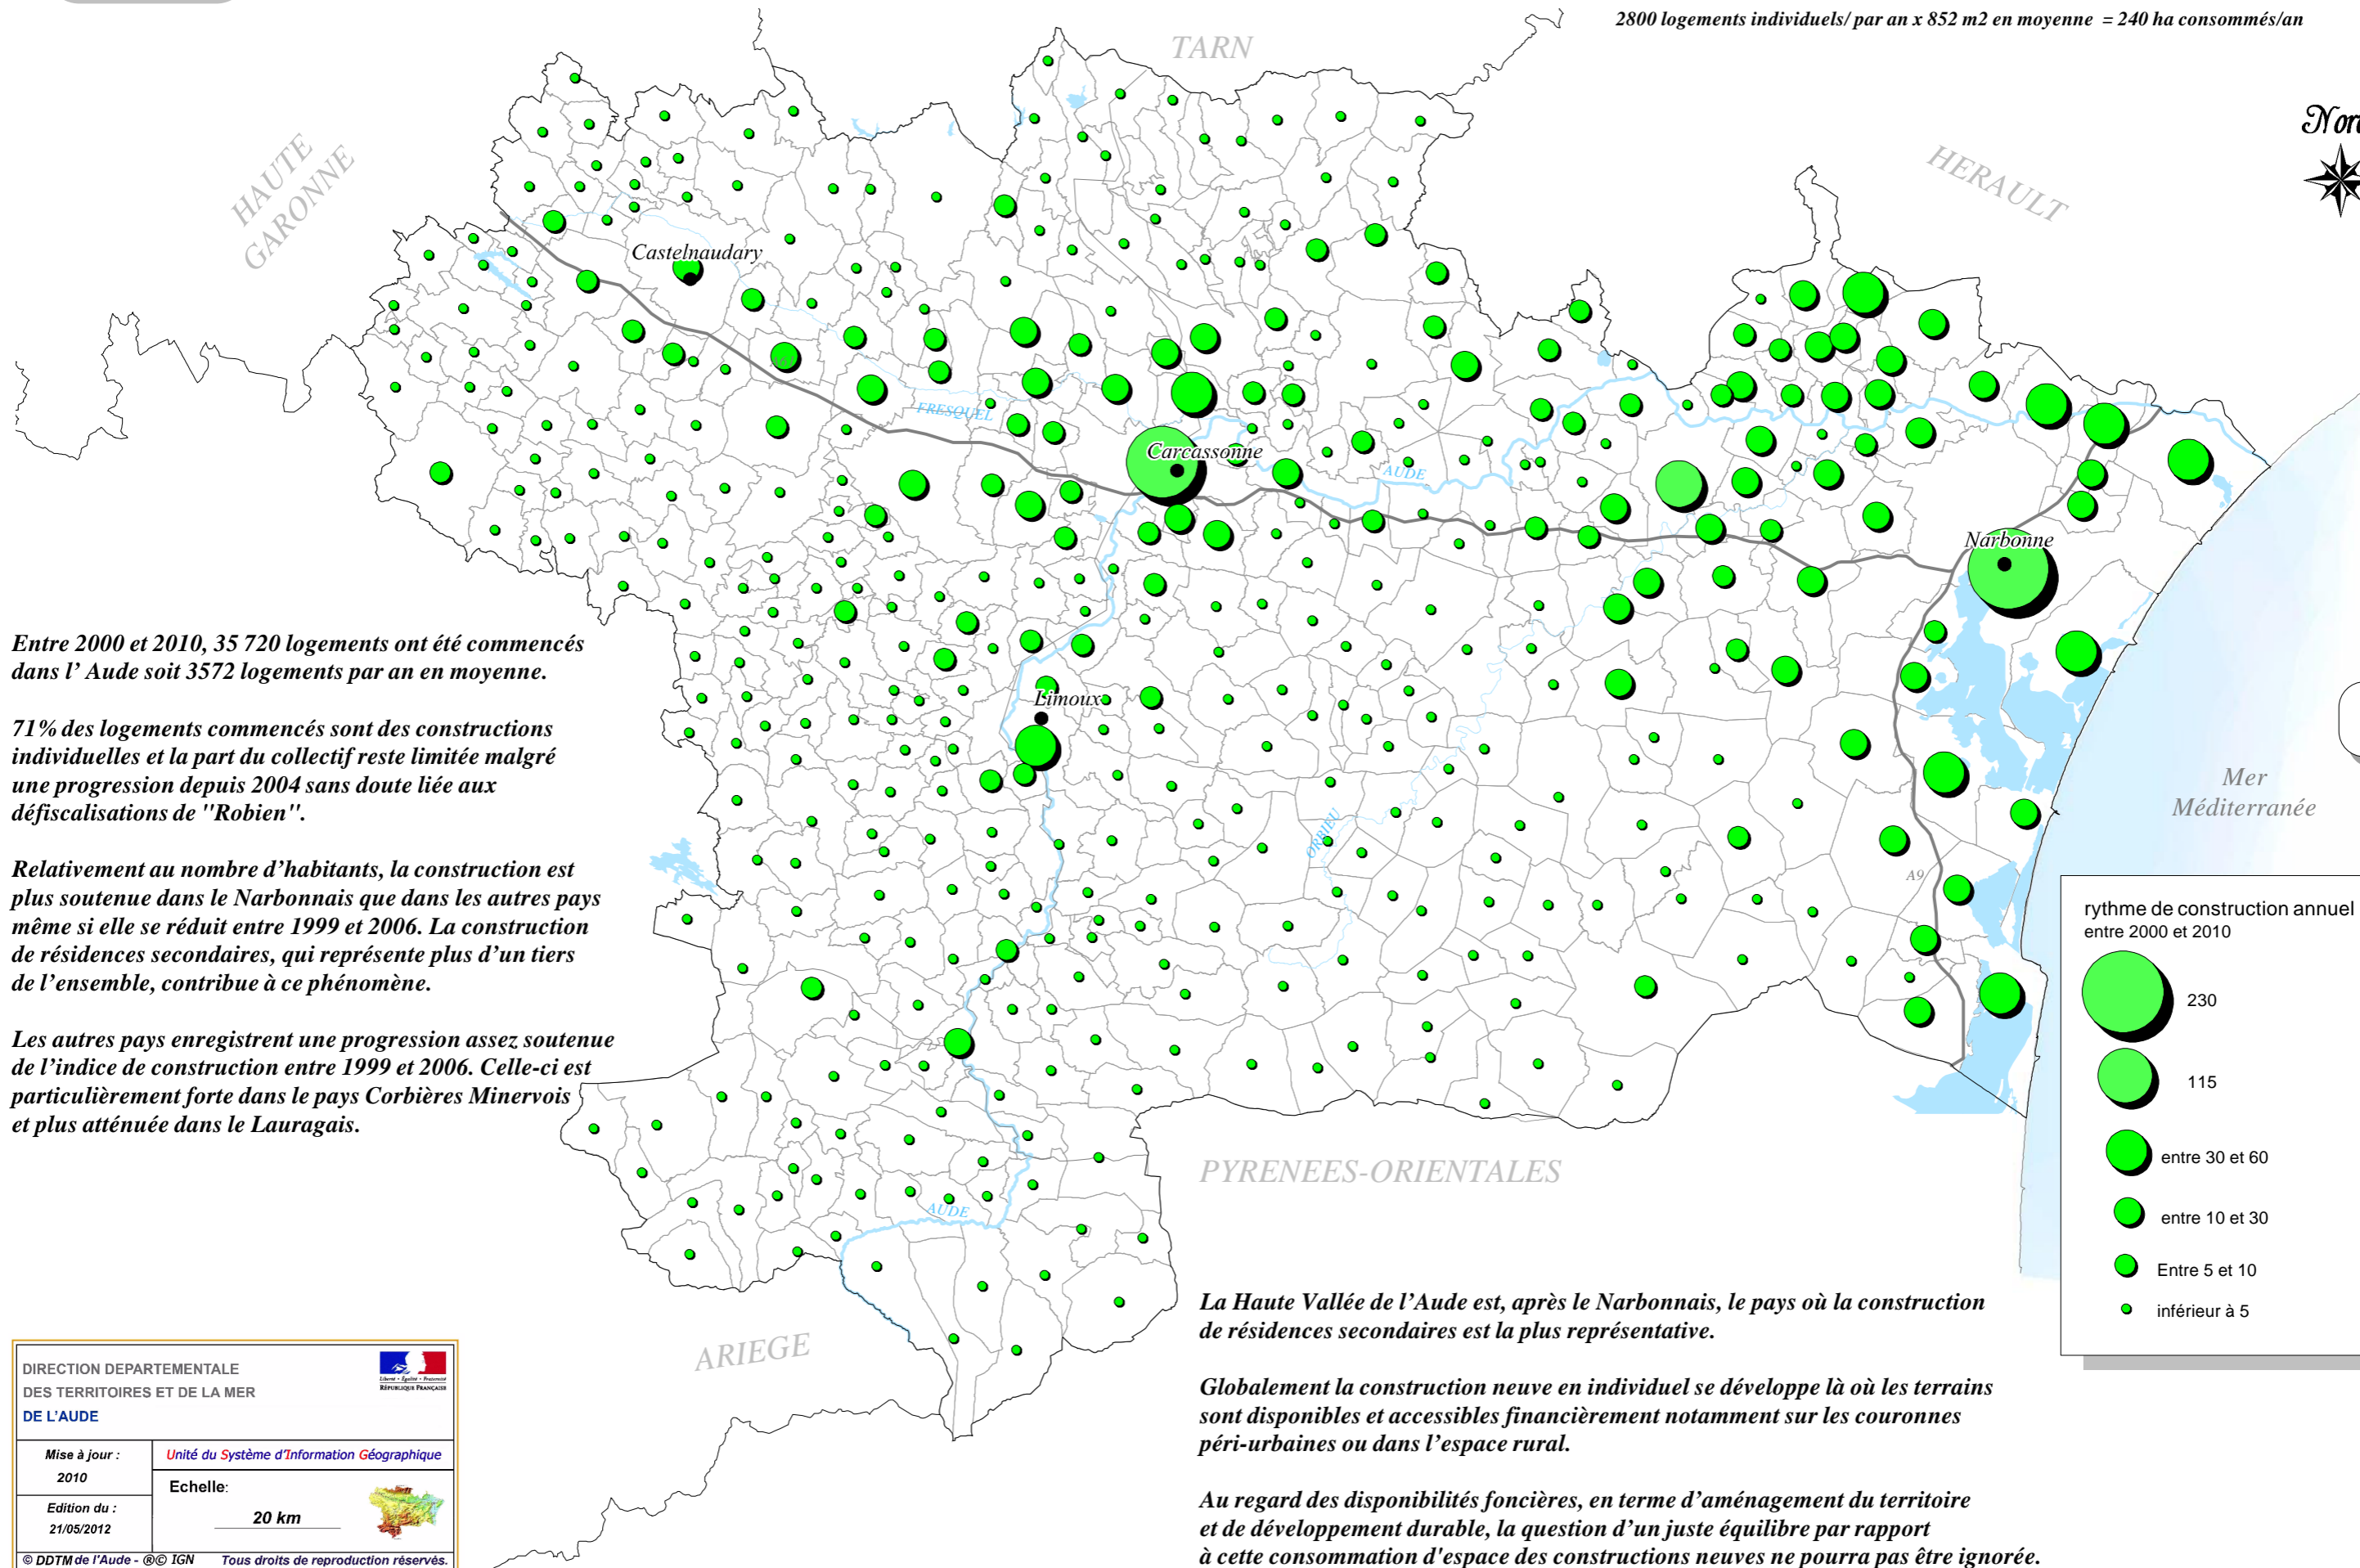 2800 logements individuels/ par an x 852 m2 en moyenne = 240 ha consommés/an
TARN
HAUTE
GARONNE
HERAULT
Castelnaudary
A61
FRESQUEL
Carcassonne
AUDE
Narbonne
Limoux
ORBIEU
A9
Mer
Méditerranée
PYRENEES-ORIENTALES
AUDE
ARIEGE
Entre 2000 et 2010, 35 720 logements ont été commencés
dans l' Aude soit 3572 logements par an en moyenne.
71% des logements commencés sont des constructions
individuelles et la part du collectif reste limitée malgré
une progression depuis 2004 sans doute liée aux
défiscalisations de "Robien".
Relativement au nombre d'habitants, la construction est
plus soutenue dans le Narbonnais que dans les autres pays
même si elle se réduit entre 1999 et 2006. La construction
de résidences secondaires, qui représente plus d'un tiers
de l'ensemble, contribue à ce phénomène.
Les autres pays enregistrent une progression assez soutenue
de l'indice de construction entre 1999 et 2006. Celle-ci est
particulièrement forte dans le pays Corbières Minervois
et plus atténuée dans le Lauragais.
rythme de construction annuel
entre 2000 et 2010
230
115
entre 30 et 60
entre 10 et 30
Entre 5 et 10
inférieur à 5
La Haute Vallée de l'Aude est, après le Narbonnais, le pays où la construction
de résidences secondaires est la plus représentative.
Globalement la construction neuve en individuel se développe là où les terrains
sont disponibles et accessibles financièrement notamment sur les couronnes
péri-urbaines ou dans l'espace rural.
Au regard des disponibilités foncières, en terme d'aménagement du territoire
et de développement durable, la question d'un juste équilibre par rapport
à cette consommation d'espace des constructions neuves ne pourra pas être ignorée.
DIRECTION DEPARTEMENTALE
DES TERRITOIRES ET DE LA MER
DE L'AUDE
Liberté • Égalité • Fraternité
RÉPUBLIQUE FRANÇAISE
Mise à jour :
2010
Unité du Système d'Information Géographique
Edition du :
21/05/2012
Echelle:
20 km
© DDTM de l'Aude - ®© IGN Tous droits de reproduction réservés.